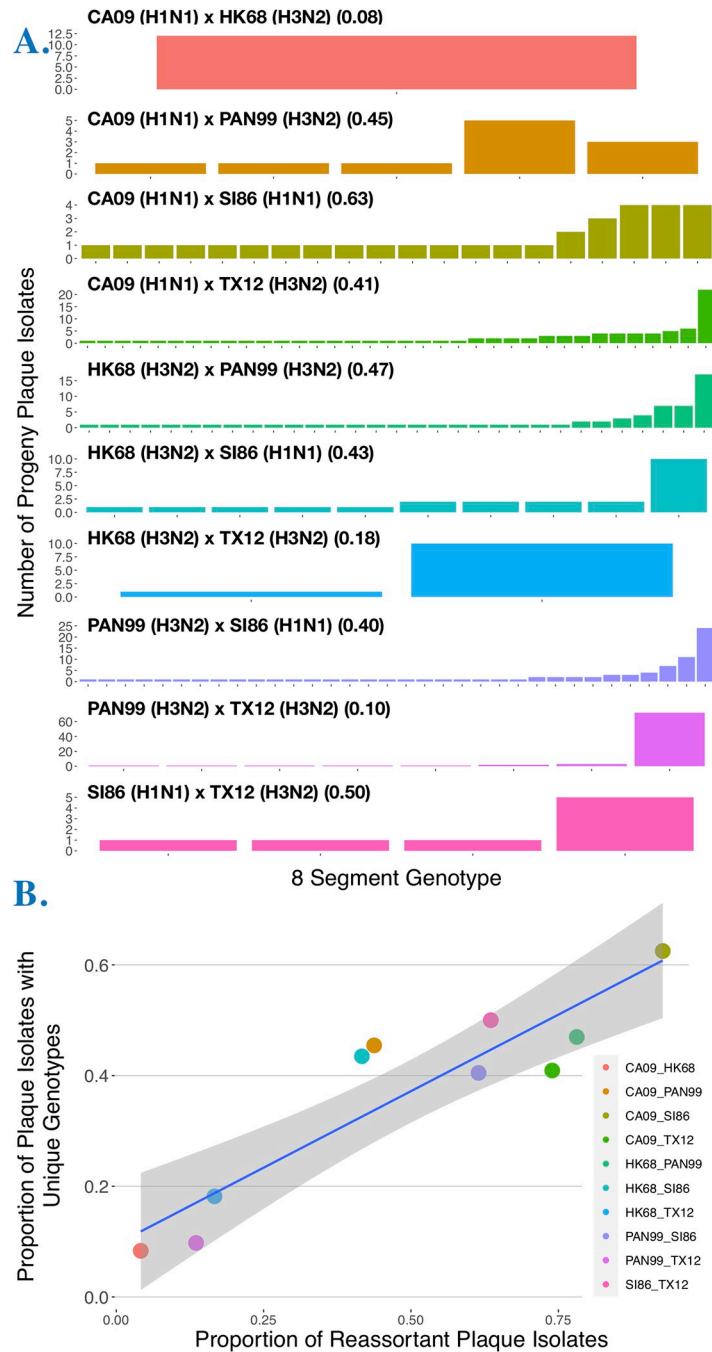 A.
CA09 (H1N1) x HK68 (H3N2) (0.08)
12.5
10.0
7.5
5.0
2.5
0.0
CA09 (H1N1) x PAN99 (H3N2) (0.45)
5
4
3
2
1
0
CA09 (H1N1) x SI86 (H1N1) (0.63)
4
3
2
1
0
CA09 (H1N1) x TX12 (H3N2) (0.41)
20
15
10
5
0
HK68 (H3N2) x PAN99 (H3N2) (0.47)
15
10
5
0
HK68 (H3N2) x SI86 (H1N1) (0.43)
10.0
7.5
5.0
2.5
0.0
HK68 (H3N2) x TX12 (H3N2) (0.18)
10.0
7.5
5.0
2.5
0.0
PAN99 (H3N2) x SI86 (H1N1) (0.40)
25
20
15
10
5
0
PAN99 (H3N2) x TX12 (H3N2) (0.10)
60
40
20
0
SI86 (H1N1) x TX12 (H3N2) (0.50)
5
4
3
2
1
0
Number of Progeny Plaque Isolates
8 Segment Genotype
B.
Proportion of Plaque Isolates with
Unique Genotypes
0.6
0.4
0.2
0.0
0.00
0.25
0.50
0.75
Proportion of Reassortant Plaque Isolates
CA09_HK68
CA09_PAN99
CA09_SI86
CA09_TX12
HK68_PAN99
HK68_SI86
HK68_TX12
PAN99_SI86
PAN99_TX12
SI86_TX12